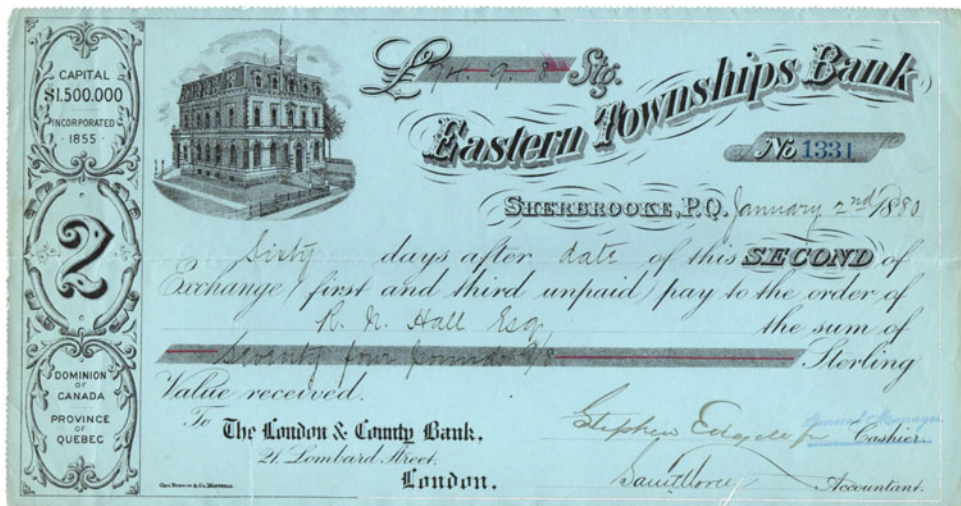 CAPITAL
$1.500.000
INCORPORATED
1855
2
DOMINION
OF
CANADA
PROVINCE
OF
QUEBEC
£ 74. 9. 8 Stg.
Eastern Townships Bank
No 1331
SHERBROOKE, P.Q. January 2nd 1880
Sixty days after date of this SECOND of
Exchange (first and third unpaid) pay to the order of
R. N. Hall Esq the sum of
Seventy four pounds 9/8 Sterling
Value received.
To The London & County Bank,
21. Lombard Street.
London.
General Manager
Stephen Cashier.
Accountant.